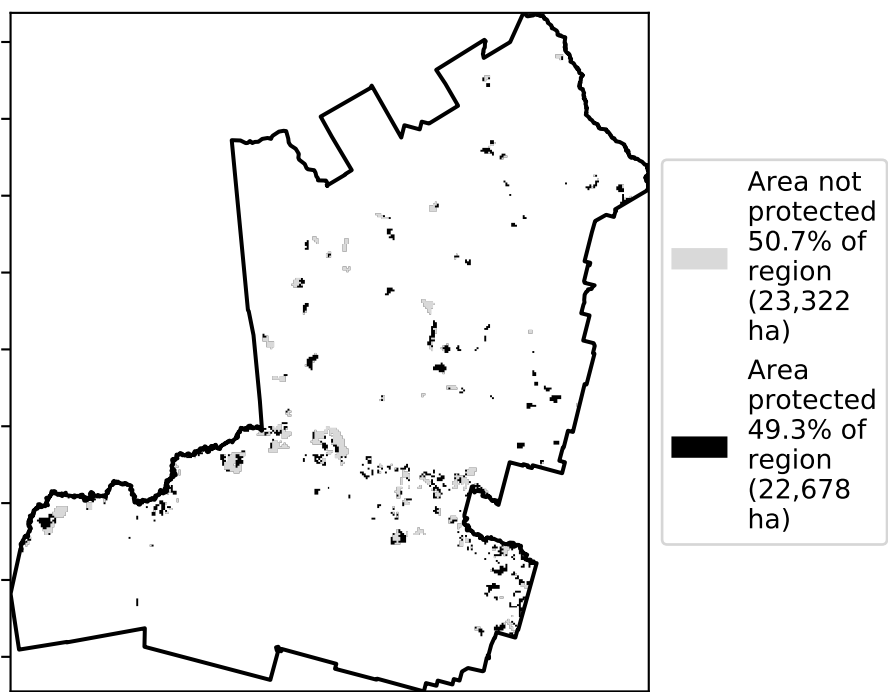 Area not
protected
50.7% of
region
(23,322
ha)
Area
protected
49.3% of
region
(22,678
ha)